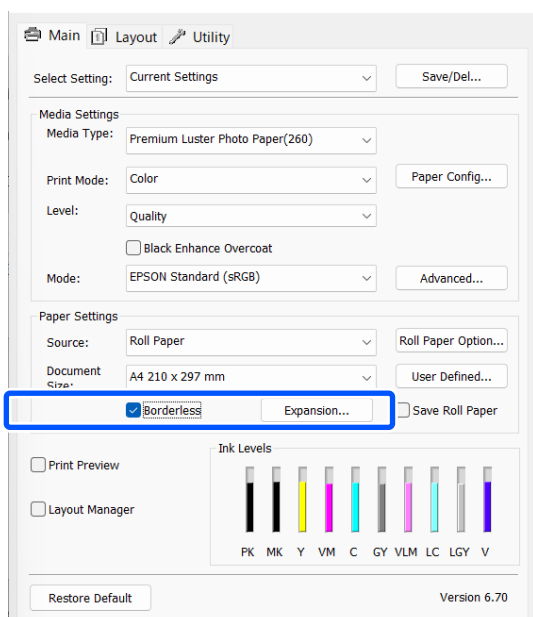 Main Layout Utility
Select Setting: Current Settings Save/Del...
Media Settings
Media Type: Premium Luster Photo Paper(260)
Print Mode: Color Paper Config...
Level: Quality
Black Enhance Overcoat
Mode: EPSON Standard (sRGB) Advanced...
Paper Settings
Source: Roll Paper Roll Paper Option...
Document
Size: A4 210 x 297 mm User Defined...
Borderless Expansion... Save Roll Paper
Ink Levels
Print Preview
Layout Manager
PK MK Y VM C GY VLM LC LGY V
Restore Default Version 6.70